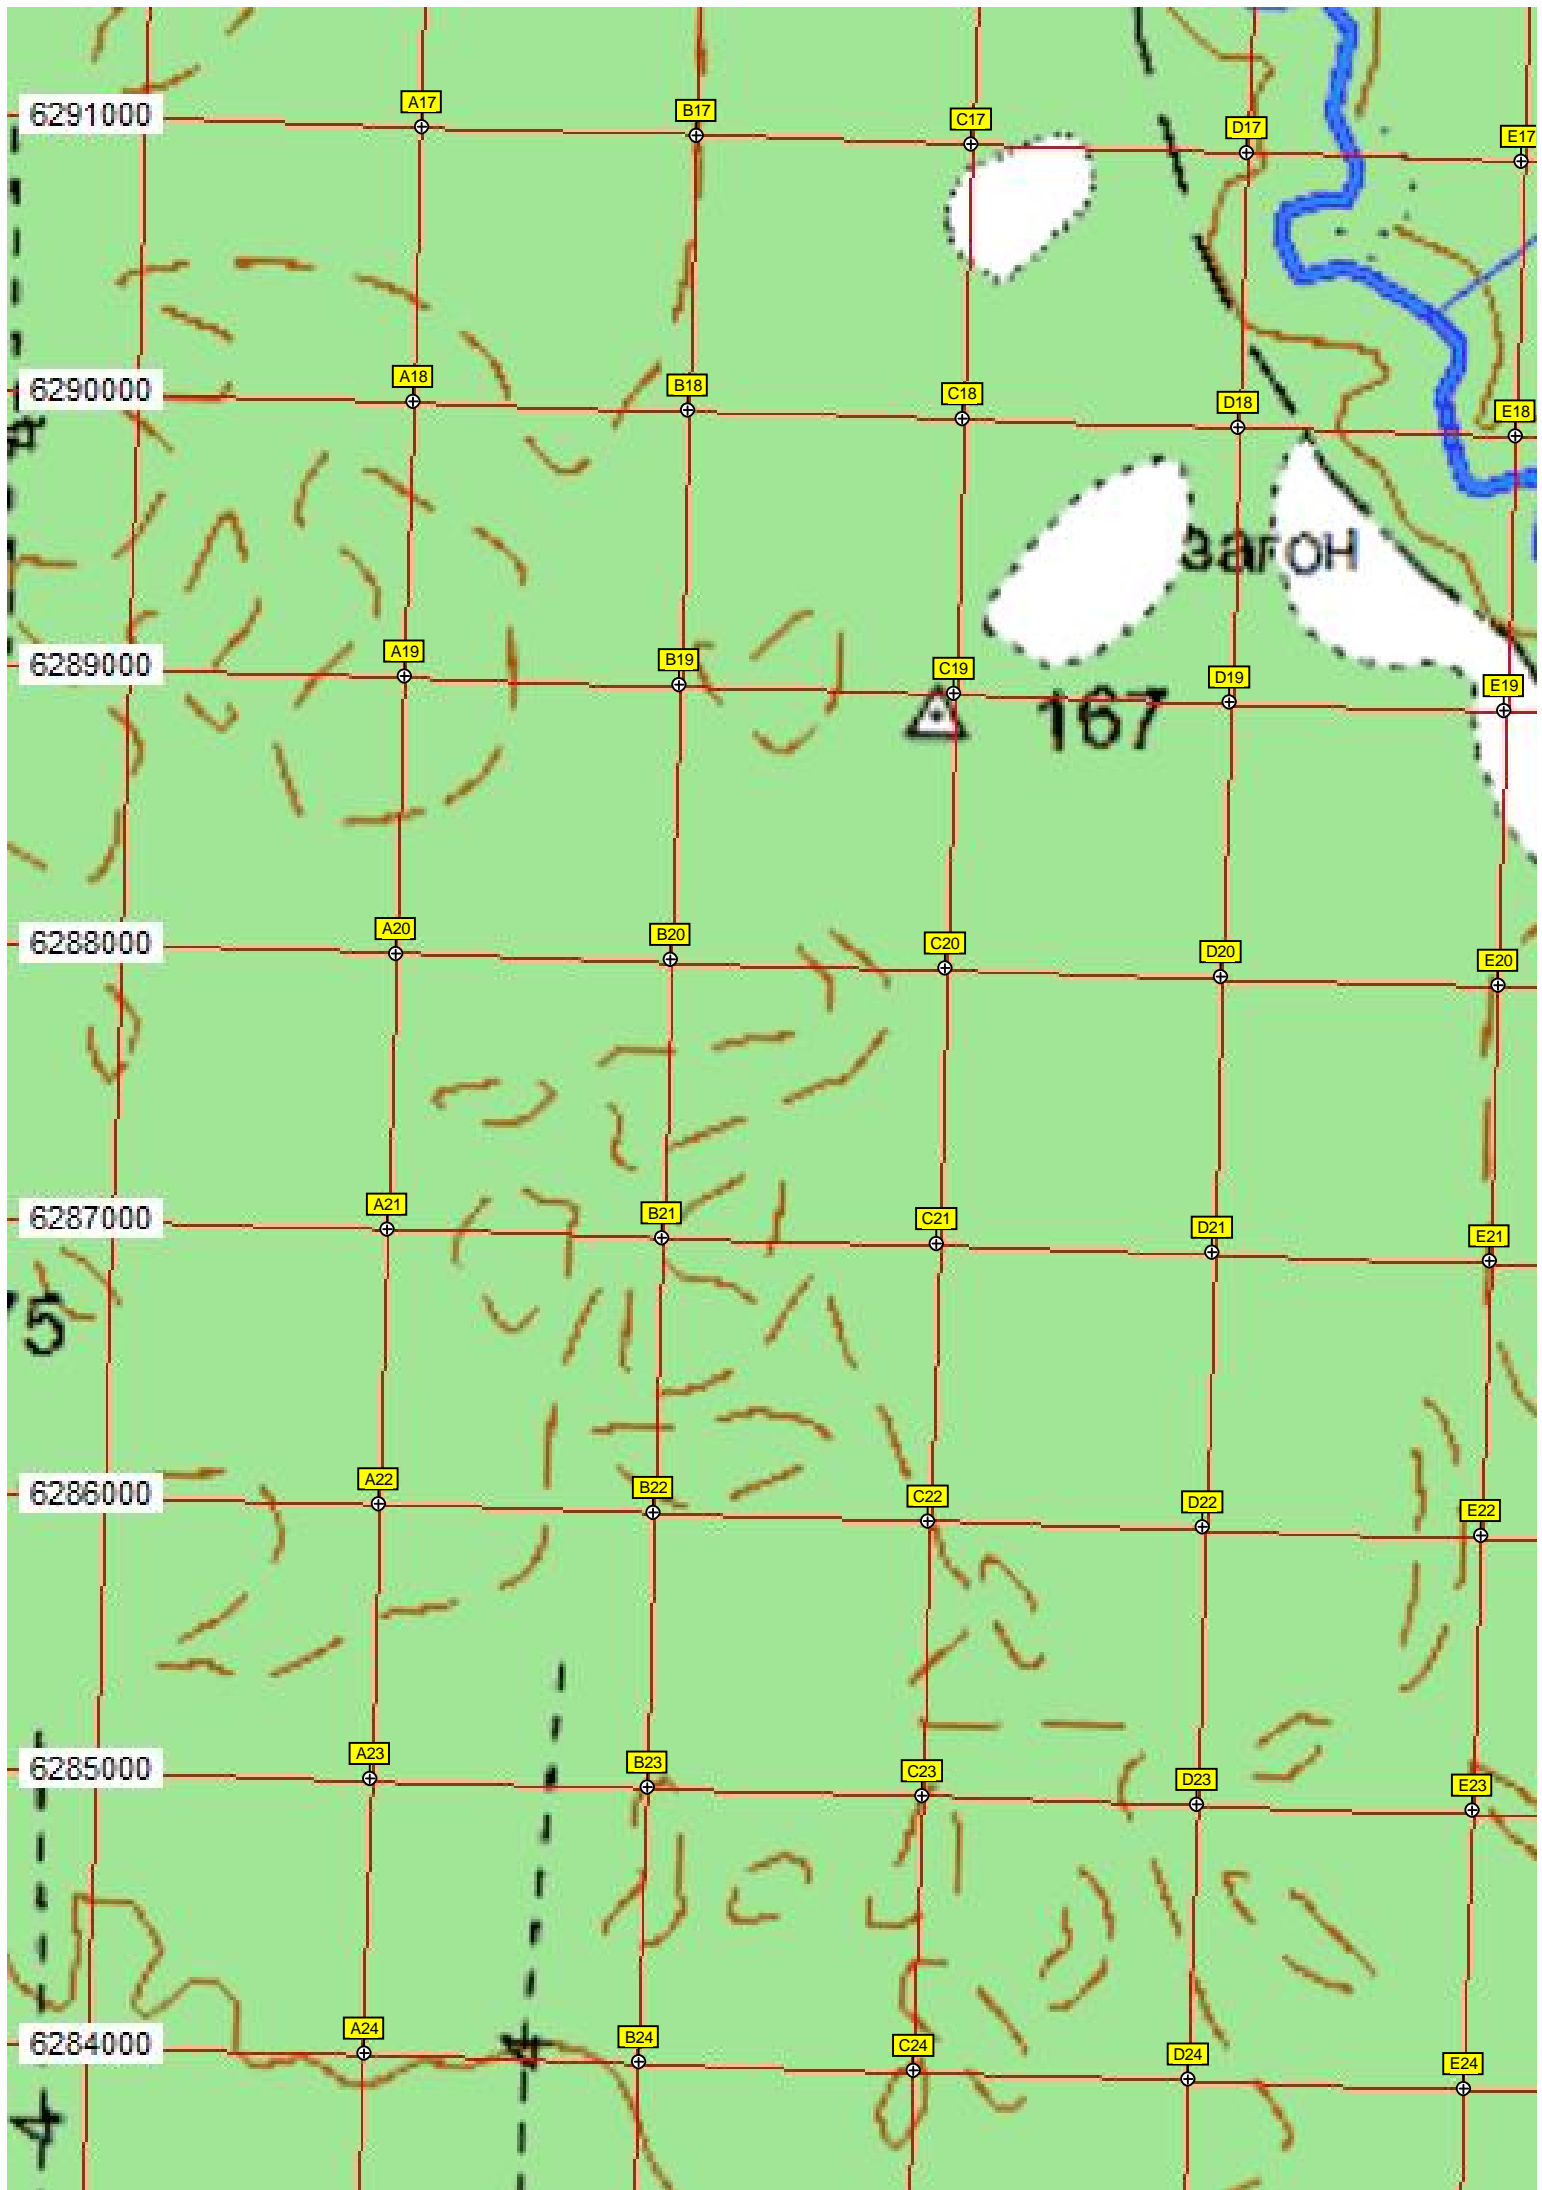 6291000 A17 B17 C17 D17 E17
6290000 A18 B18 C18 D18 E18
загон
6289000 A19 B19 C19 D19 E19
167
6288000 A20 B20 C20 D20 E20
6287000 A21 B21 C21 D21 E21
75
6286000 A22 B22 C22 D22 E22
6285000 A23 B23 C23 D23 E23
6284000 A24 B24 C24 D24 E24
4